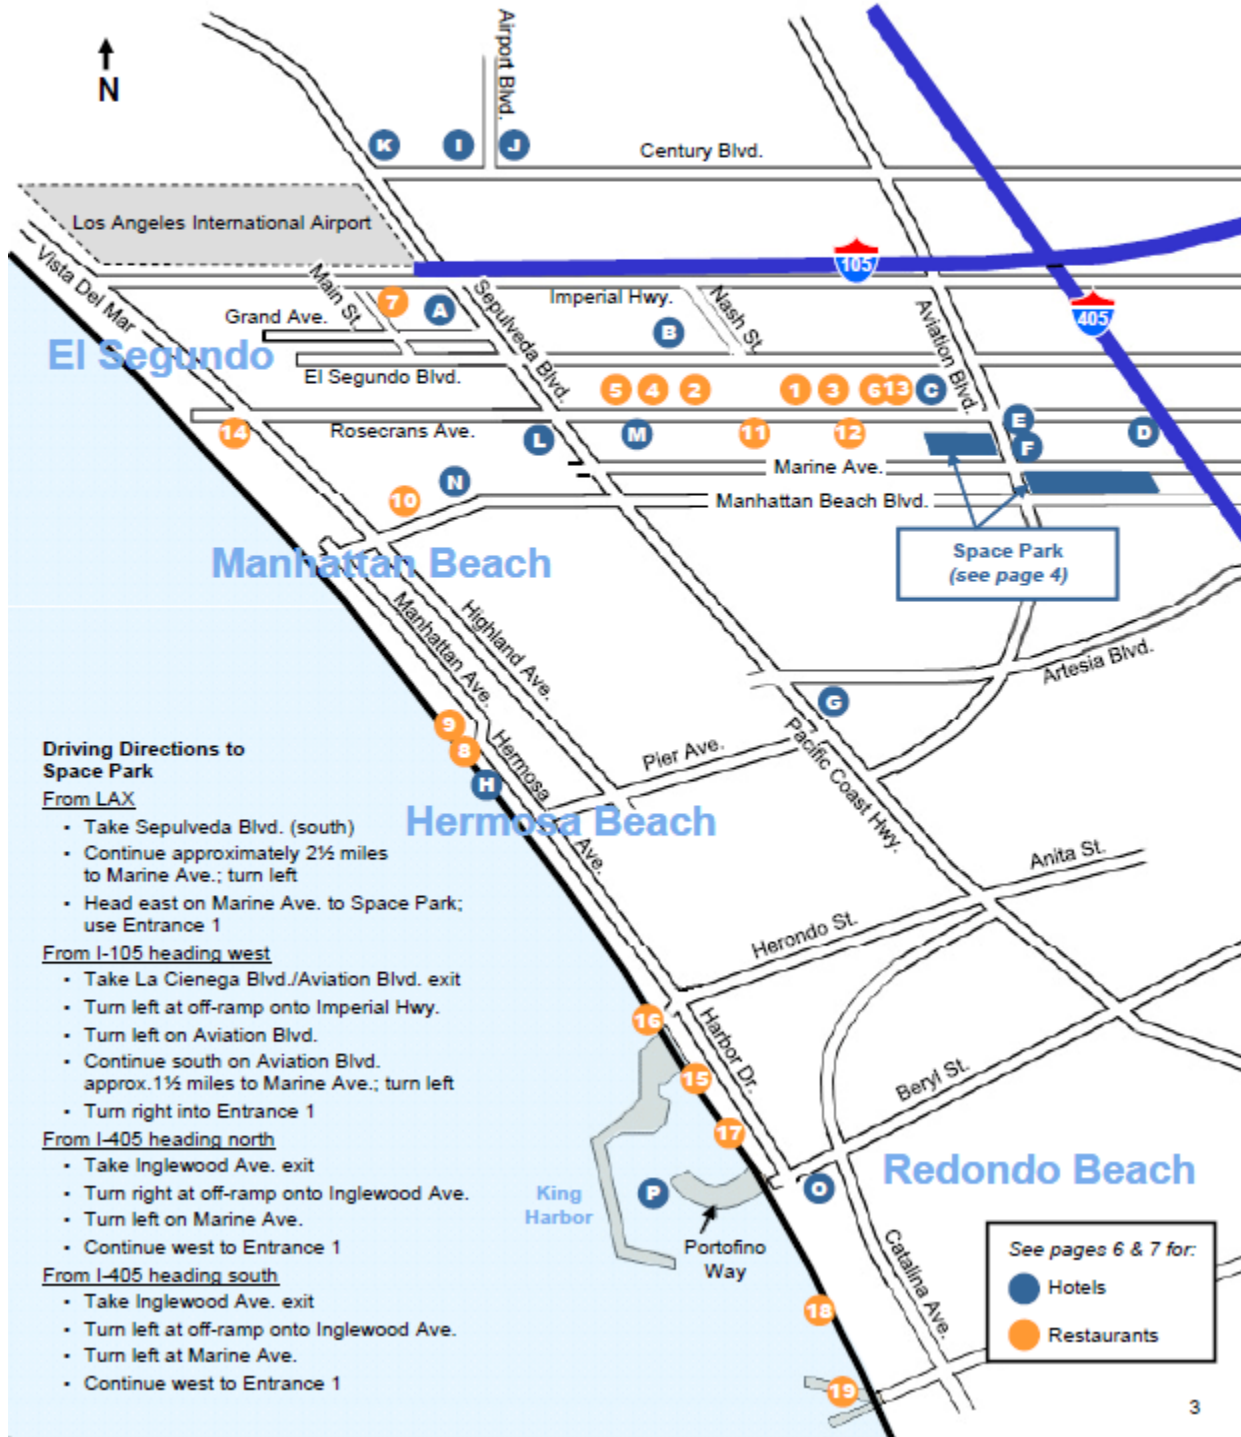 N
Airport Blvd.
K
I
J
Century Blvd.
Los Angeles International Airport
Vista Del Mar
105
Main St.
7
A
Imperial Hwy.
Nash St.
Grand Ave.
Sepulveda Blvd.
B
Aviation Blvd.
405
El Segundo
El Segundo Blvd.
5
4
2
1
3
6
13
C
14
Rosecrans Ave.
L
M
11
12
E
F
D
Marine Ave.
N
10
Manhattan Beach Blvd.
Space Park
(see page 4)
Manhattan Beach
Manhattan Ave.
Highland Ave.
Artesia Blvd.
G
9
8
H
Hermosa
Ave.
Pier Ave.
Pacific Coast Hwy.
Hermosa Beach
Anita St.
Herondo St.
Driving Directions to
Space Park
From LAX
• Take Sepulveda Blvd. (south)
• Continue approximately 2½ miles
to Marine Ave.; turn left
• Head east on Marine Ave. to Space Park;
use Entrance 1
From I-105 heading west
• Take La Cienega Blvd./Aviation Blvd. exit
• Turn left at off-ramp onto Imperial Hwy.
• Turn left on Aviation Blvd.
• Continue south on Aviation Blvd.
approx.1½ miles to Marine Ave.; turn left
• Turn right into Entrance 1
From I-405 heading north
• Take Inglewood Ave. exit
• Turn right at off-ramp onto Inglewood Ave.
• Turn left on Marine Ave.
• Continue west to Entrance 1
From I-405 heading south
• Take Inglewood Ave. exit
• Turn left at off-ramp onto Inglewood Ave.
• Turn left at Marine Ave.
• Continue west to Entrance 1
16
Harbor Dr.
15
Beryl St.
17
Redondo Beach
King
Harbor
P
O
Portofino
Way
Catalina Ave.
18
19
See pages 6 & 7 for:
Hotels
Restaurants
3